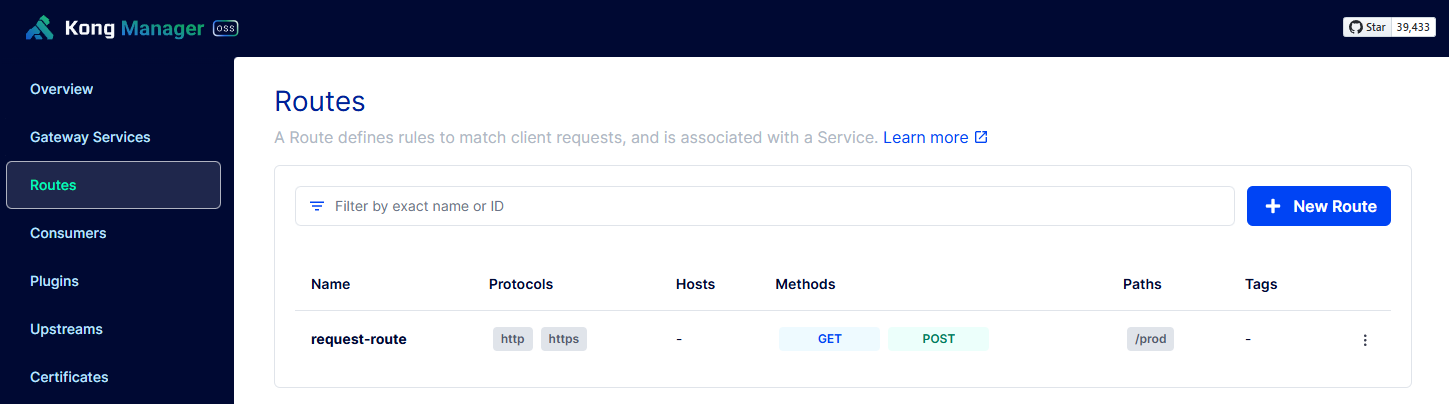 Kong Manager OSS
Star 39,433
Overview
Gateway Services
Routes
Consumers
Plugins
Upstreams
Certificates
Routes
A Route defines rules to match client requests, and is associated with a Service. Learn more
Filter by exact name or ID
New Route
Name Protocols Hosts Methods Paths Tags
request-route http https - GET POST /prod -